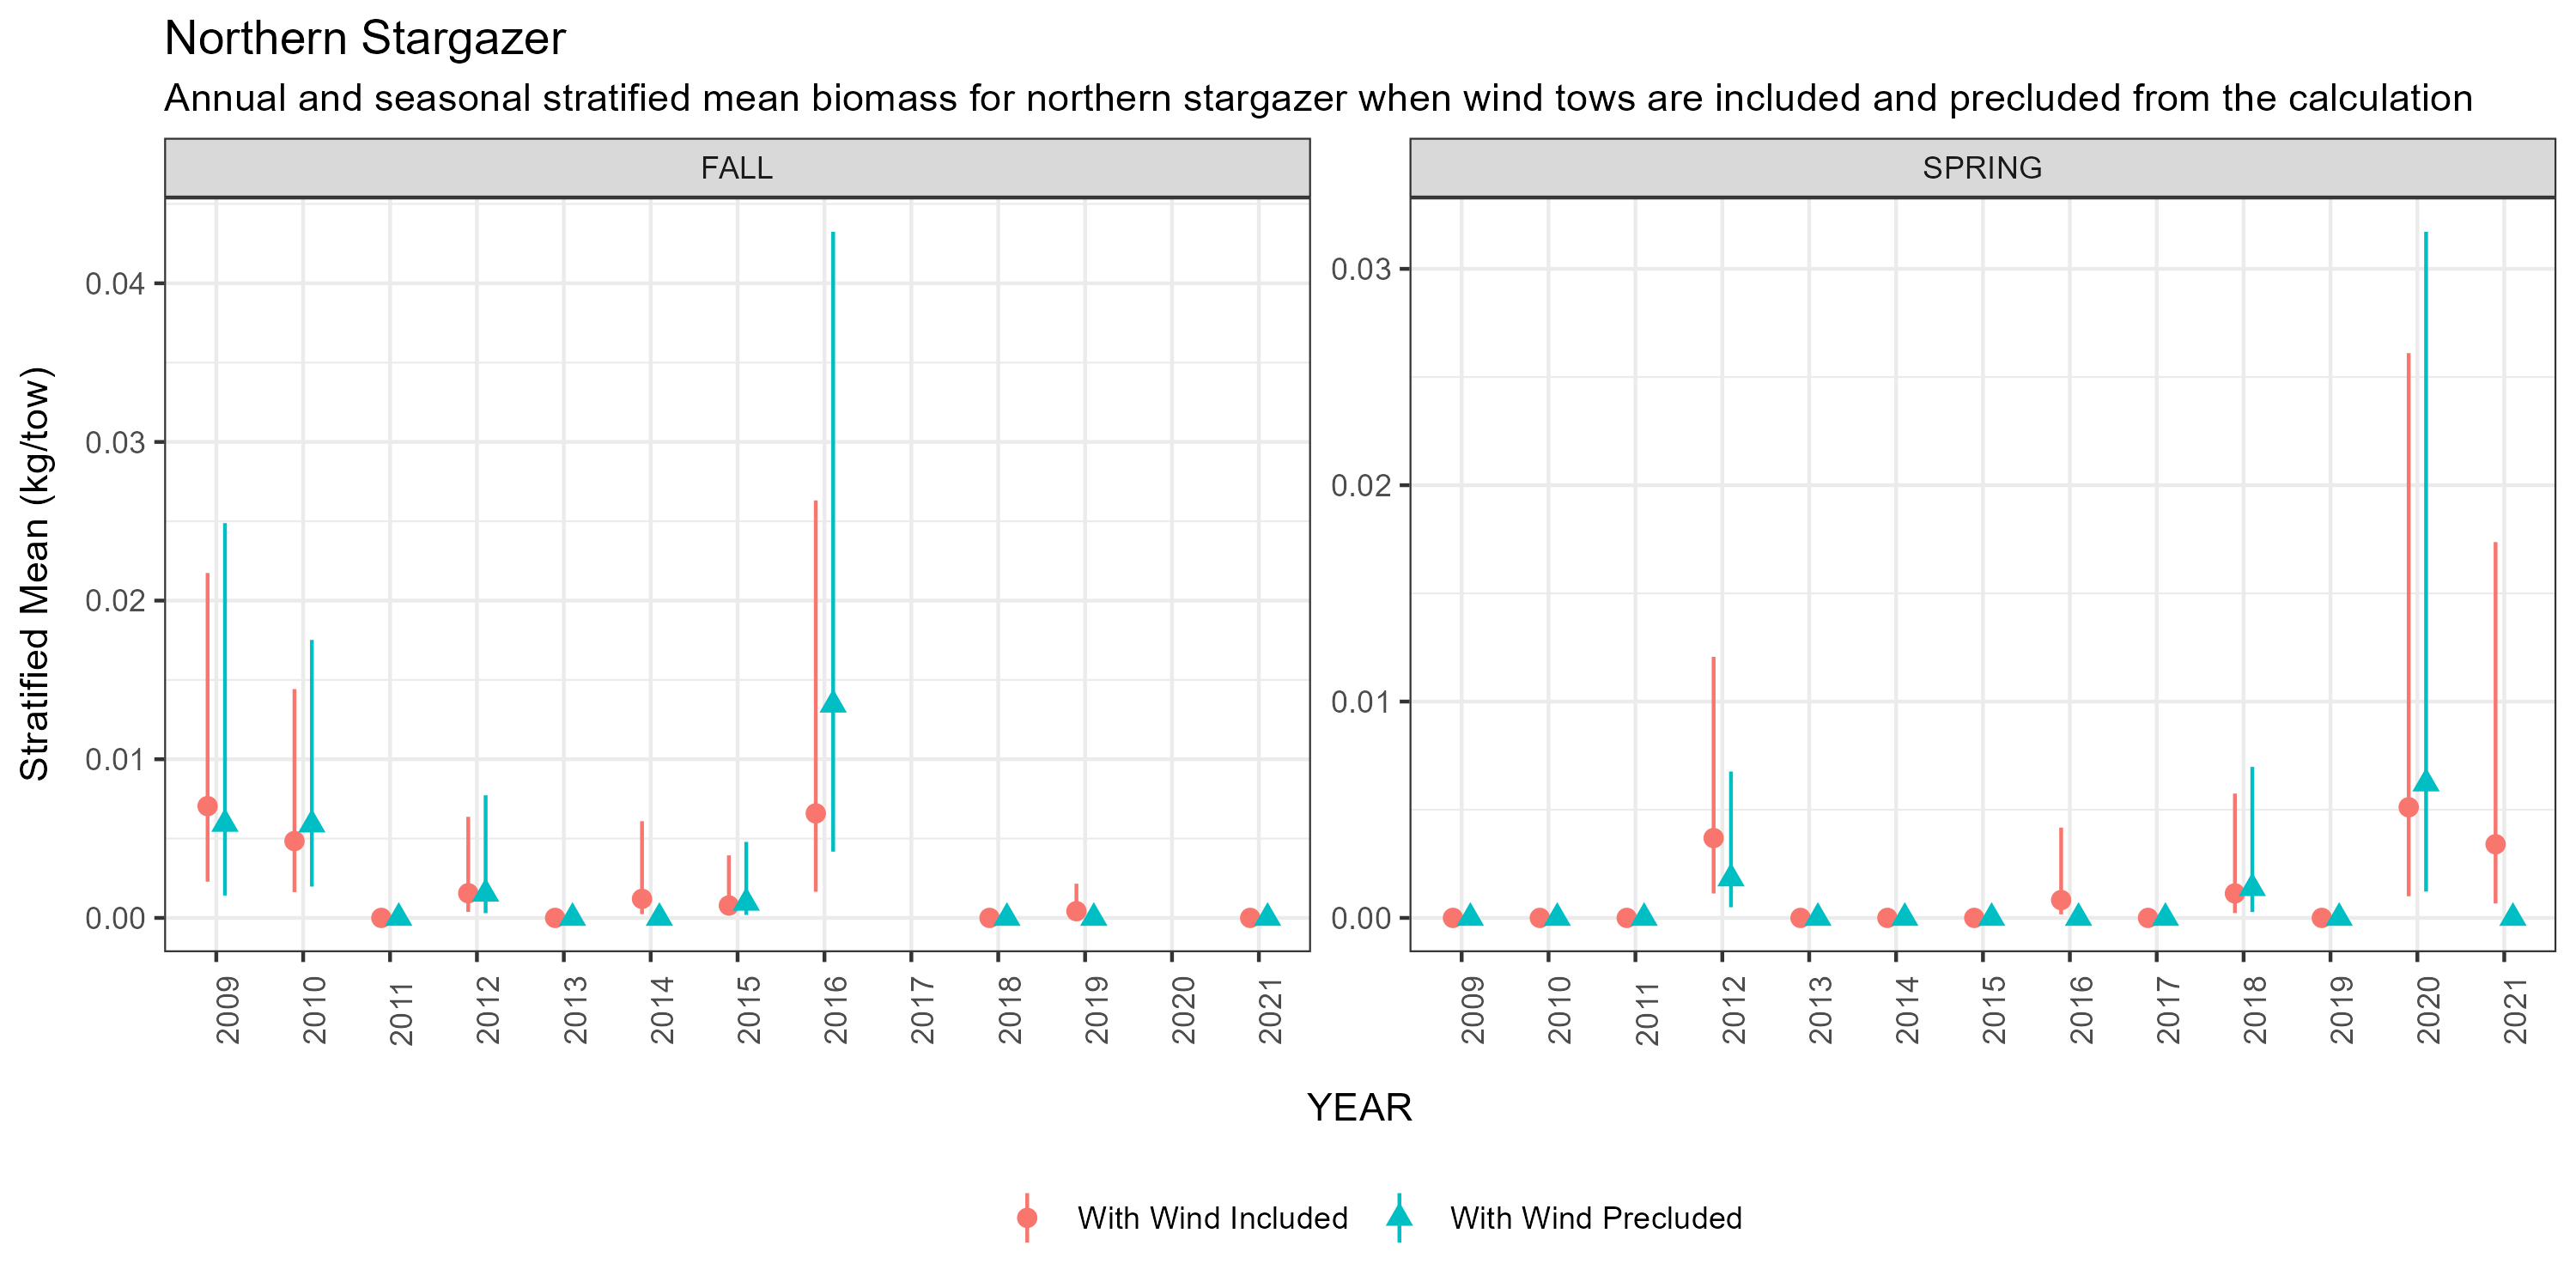 Northern Stargazer
Annual and seasonal stratified mean biomass for northern stargazer when wind tows are included and precluded from the calculation
FALL
SPRING
Stratified Mean (kg/tow)
0.04
0.03
0.02
0.01
0.00
0.03
0.02
0.01
0.00
2009 2010 2011 2012 2013 2014 2015 2016 2017 2018 2019 2020 2021
2009 2010 2011 2012 2013 2014 2015 2016 2017 2018 2019 2020 2021
YEAR
With Wind Included
With Wind Precluded